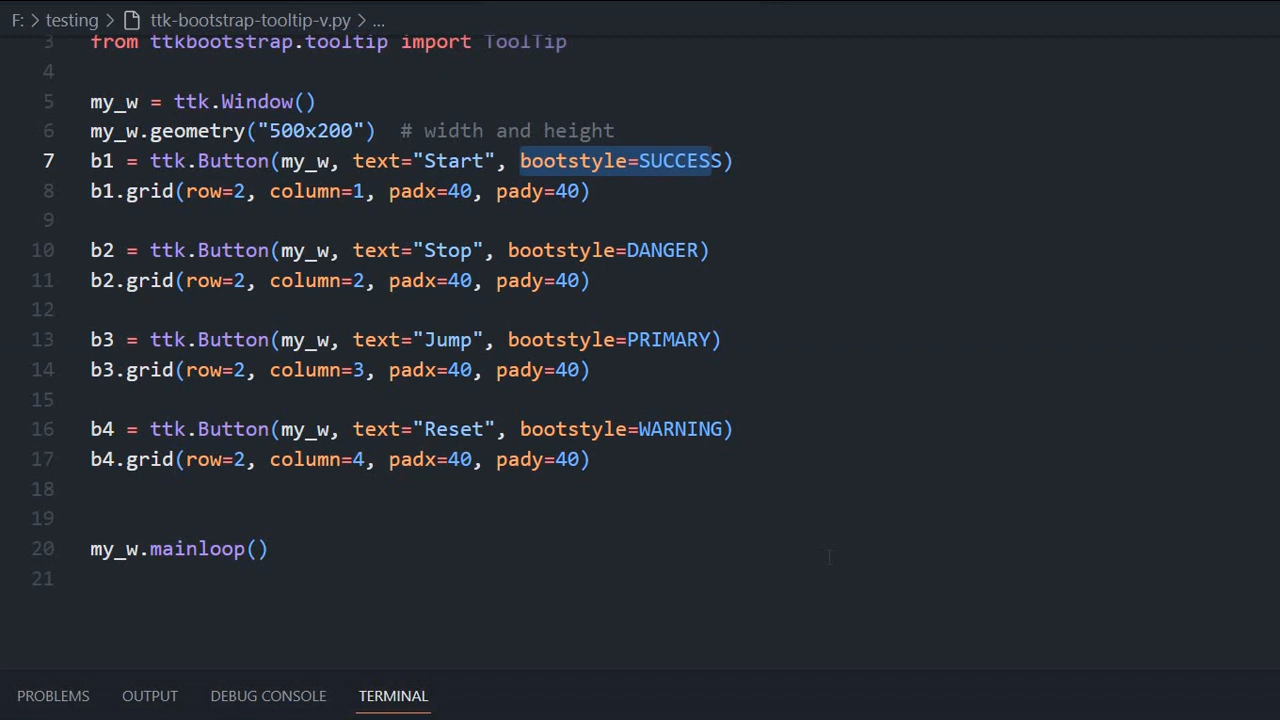 F: > testing > ttk-bootstrap-tooltip-v.py > ...
3 from ttkbootstrap.tooltip import ToolTip
4
5 my_w = ttk.Window()
6 my_w.geometry("500x200")  # width and height
7 b1 = ttk.Button(my_w, text="Start", bootstyle=SUCCESS)
8 b1.grid(row=2, column=1, padx=40, pady=40)
9
10 b2 = ttk.Button(my_w, text="Stop", bootstyle=DANGER)
11 b2.grid(row=2, column=2, padx=40, pady=40)
12
13 b3 = ttk.Button(my_w, text="Jump", bootstyle=PRIMARY)
14 b3.grid(row=2, column=3, padx=40, pady=40)
15
16 b4 = ttk.Button(my_w, text="Reset", bootstyle=WARNING)
17 b4.grid(row=2, column=4, padx=40, pady=40)
18
19
20 my_w.mainloop()
21
PROBLEMS OUTPUT DEBUG CONSOLE TERMINAL